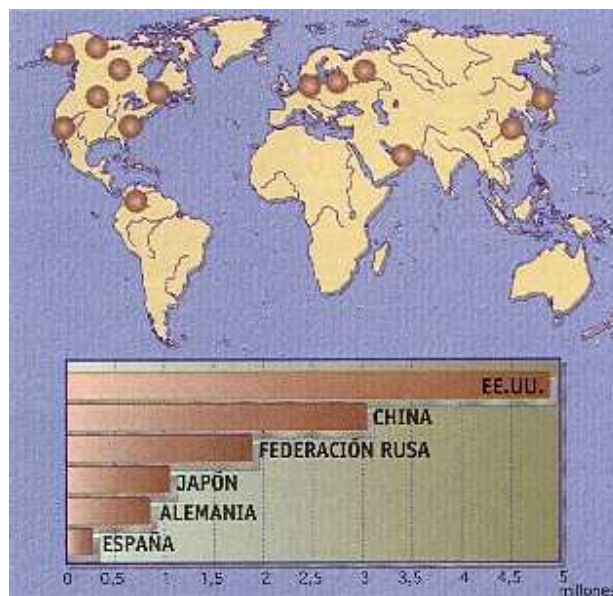 EE.UU.
CHINA
FEDERACIÓN RUSA
JAPÓN
ALEMANIA
ESPAÑA
0 0,5 1,5 2 2,5 3 3,5 4 4,5 5
millones